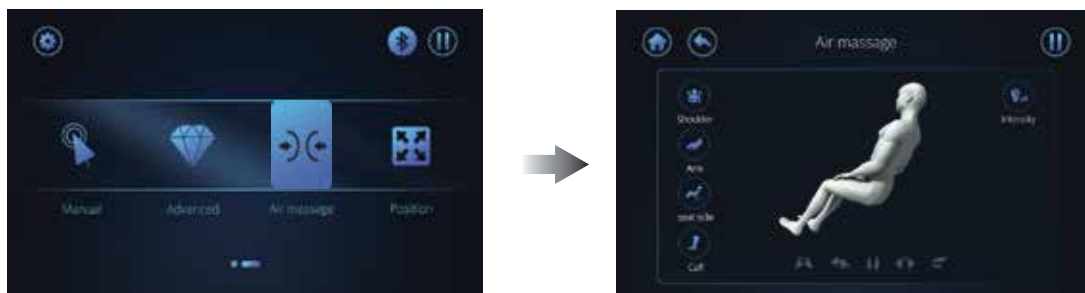 Manual
Advanced
Air massage
Position
Air massage
Shoulder
Arm
seat side
Calf
Intensity